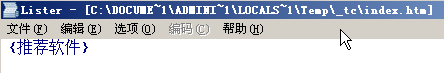 Lister - [C:\DOCUME~1\ADMINI~1\LOCALS~1\Temp\_tc\index.htm]
文件(F) 编辑(E) 选项(O) 编码(C) 帮助(H)
{推荐软件}